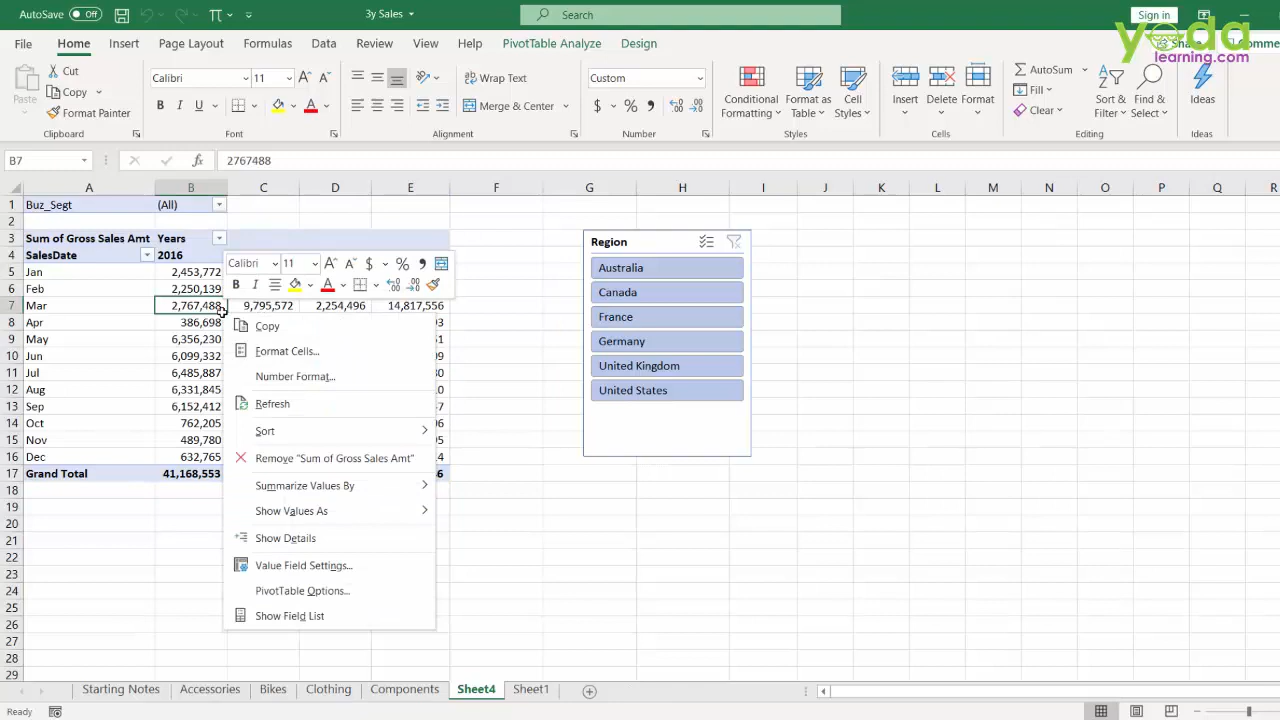 AutoSave Off 3y Sales Search Sign in
yoda
learning.com
File Home Insert Page Layout Formulas Data Review View Help PivotTable Analyze Design
Paste
Cut
Copy
Format Painter
Clipboard
Calibri 11
B I U
Font
Wrap Text
Merge & Center
Alignment
Custom
$ % ,
Number
Conditional Formatting
Format as Table
Cell Styles
Styles
Insert
Delete
Format
Cells
AutoSum
Fill
Clear
Sort & Filter
Find & Select
Editing
Ideas
Ideas
B7 fx 2767488
A B C D E F G H I J K L M N O P Q R
1 Buz_Segt (All)
2
3 Sum of Gross Sales Amt Years
4 SalesDate 2016
5 Jan 2,453,772
6 Feb 2,250,139
7 Mar 2,767,488 9,795,572 2,254,496 14,817,556
8 Apr 386,698
9 May 6,356,230
10 Jun 6,099,332
11 Jul 6,485,887
12 Aug 6,331,845
13 Sep 6,152,412
14 Oct 762,205
15 Nov 489,780
16 Dec 632,765
17 Grand Total 41,168,553
18
19
20
21
22
23
24
25
26
27
28
29
Calibri 11 $ % ,
B I A
Copy
Format Cells...
Number Format...
Refresh
Sort
Remove "Sum of Gross Sales Amt"
Summarize Values By
Show Values As
Show Details
Value Field Settings...
PivotTable Options...
Show Field List
Region
Australia
Canada
France
Germany
United Kingdom
United States
Starting Notes Accessories Bikes Clothing Components Sheet4 Sheet1
Ready